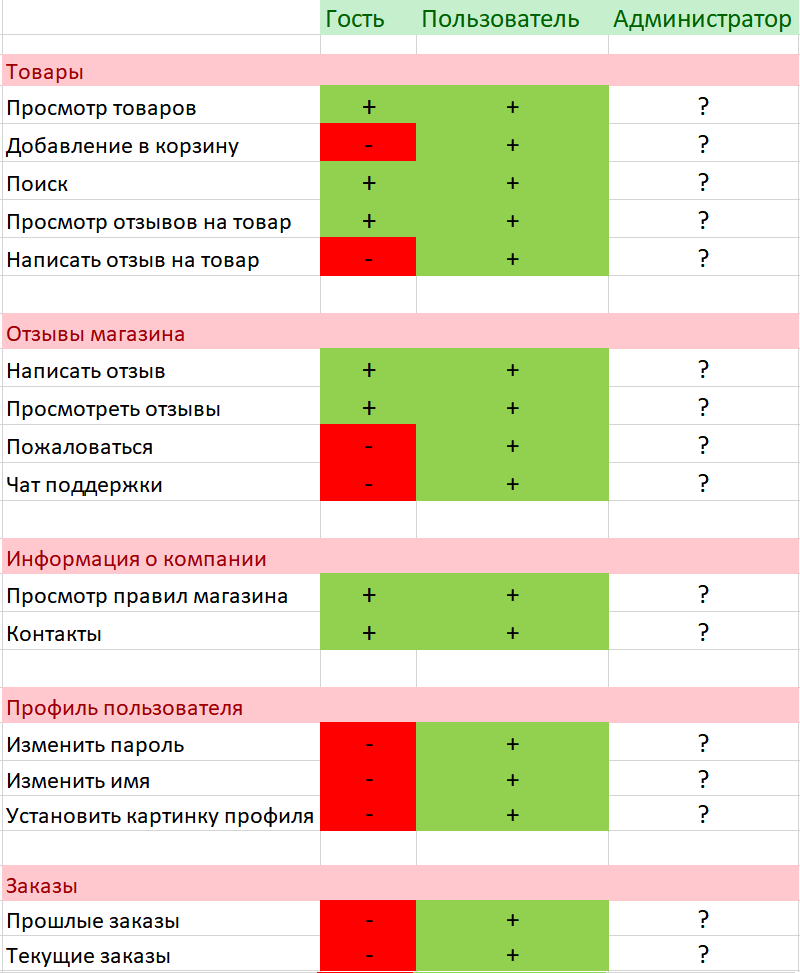 Гость Пользователь Администратор
Товары
Просмотр товаров + + ?
Добавление в корзину - + ?
Поиск + + ?
Просмотр отзывов на товар + + ?
Написать отзыв на товар - + ?
Отзывы магазина
Написать отзыв + + ?
Просмотреть отзывы + + ?
Пожаловаться - + ?
Чат поддержки - + ?
Информация о компании
Просмотр правил магазина + + ?
Контакты + + ?
Профиль пользователя
Изменить пароль - + ?
Изменить имя - + ?
Установить картинку профиля - + ?
Заказы
Прошлые заказы - + ?
Текущие заказы - + ?